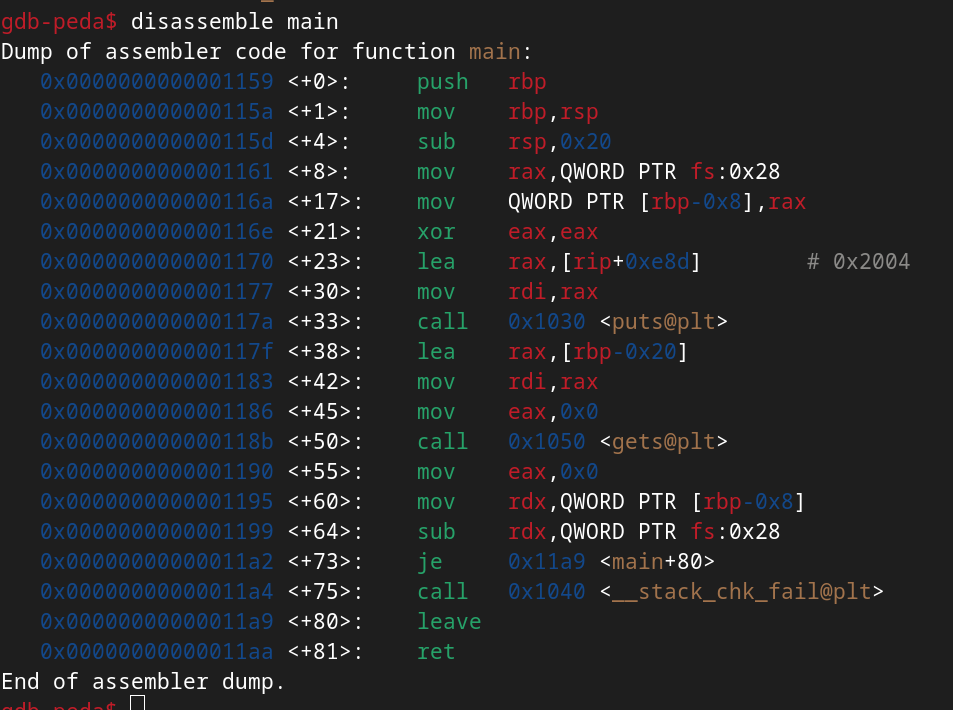 gdb-peda$ disassemble main
Dump of assembler code for function main:
   0x0000000000001159 <+0>:     push   rbp
   0x000000000000115a <+1>:     mov    rbp,rsp
   0x000000000000115d <+4>:     sub    rsp,0x20
   0x0000000000001161 <+8>:     mov    rax,QWORD PTR fs:0x28
   0x000000000000116a <+17>:    mov    QWORD PTR [rbp-0x8],rax
   0x000000000000116e <+21>:    xor    eax,eax
   0x0000000000001170 <+23>:    lea    rax,[rip+0xe8d]        # 0x2004
   0x0000000000001177 <+30>:    mov    rdi,rax
   0x000000000000117a <+33>:    call   0x1030 <puts@plt>
   0x000000000000117f <+38>:    lea    rax,[rbp-0x20]
   0x0000000000001183 <+42>:    mov    rdi,rax
   0x0000000000001186 <+45>:    mov    eax,0x0
   0x000000000000118b <+50>:    call   0x1050 <gets@plt>
   0x0000000000001190 <+55>:    mov    eax,0x0
   0x0000000000001195 <+60>:    mov    rdx,QWORD PTR [rbp-0x8]
   0x0000000000001199 <+64>:    sub    rdx,QWORD PTR fs:0x28
   0x00000000000011a2 <+73>:    je     0x11a9 <main+80>
   0x00000000000011a4 <+75>:    call   0x1040 <__stack_chk_fail@plt>
   0x00000000000011a9 <+80>:    leave
   0x00000000000011aa <+81>:    ret
End of assembler dump.
gdb-peda$